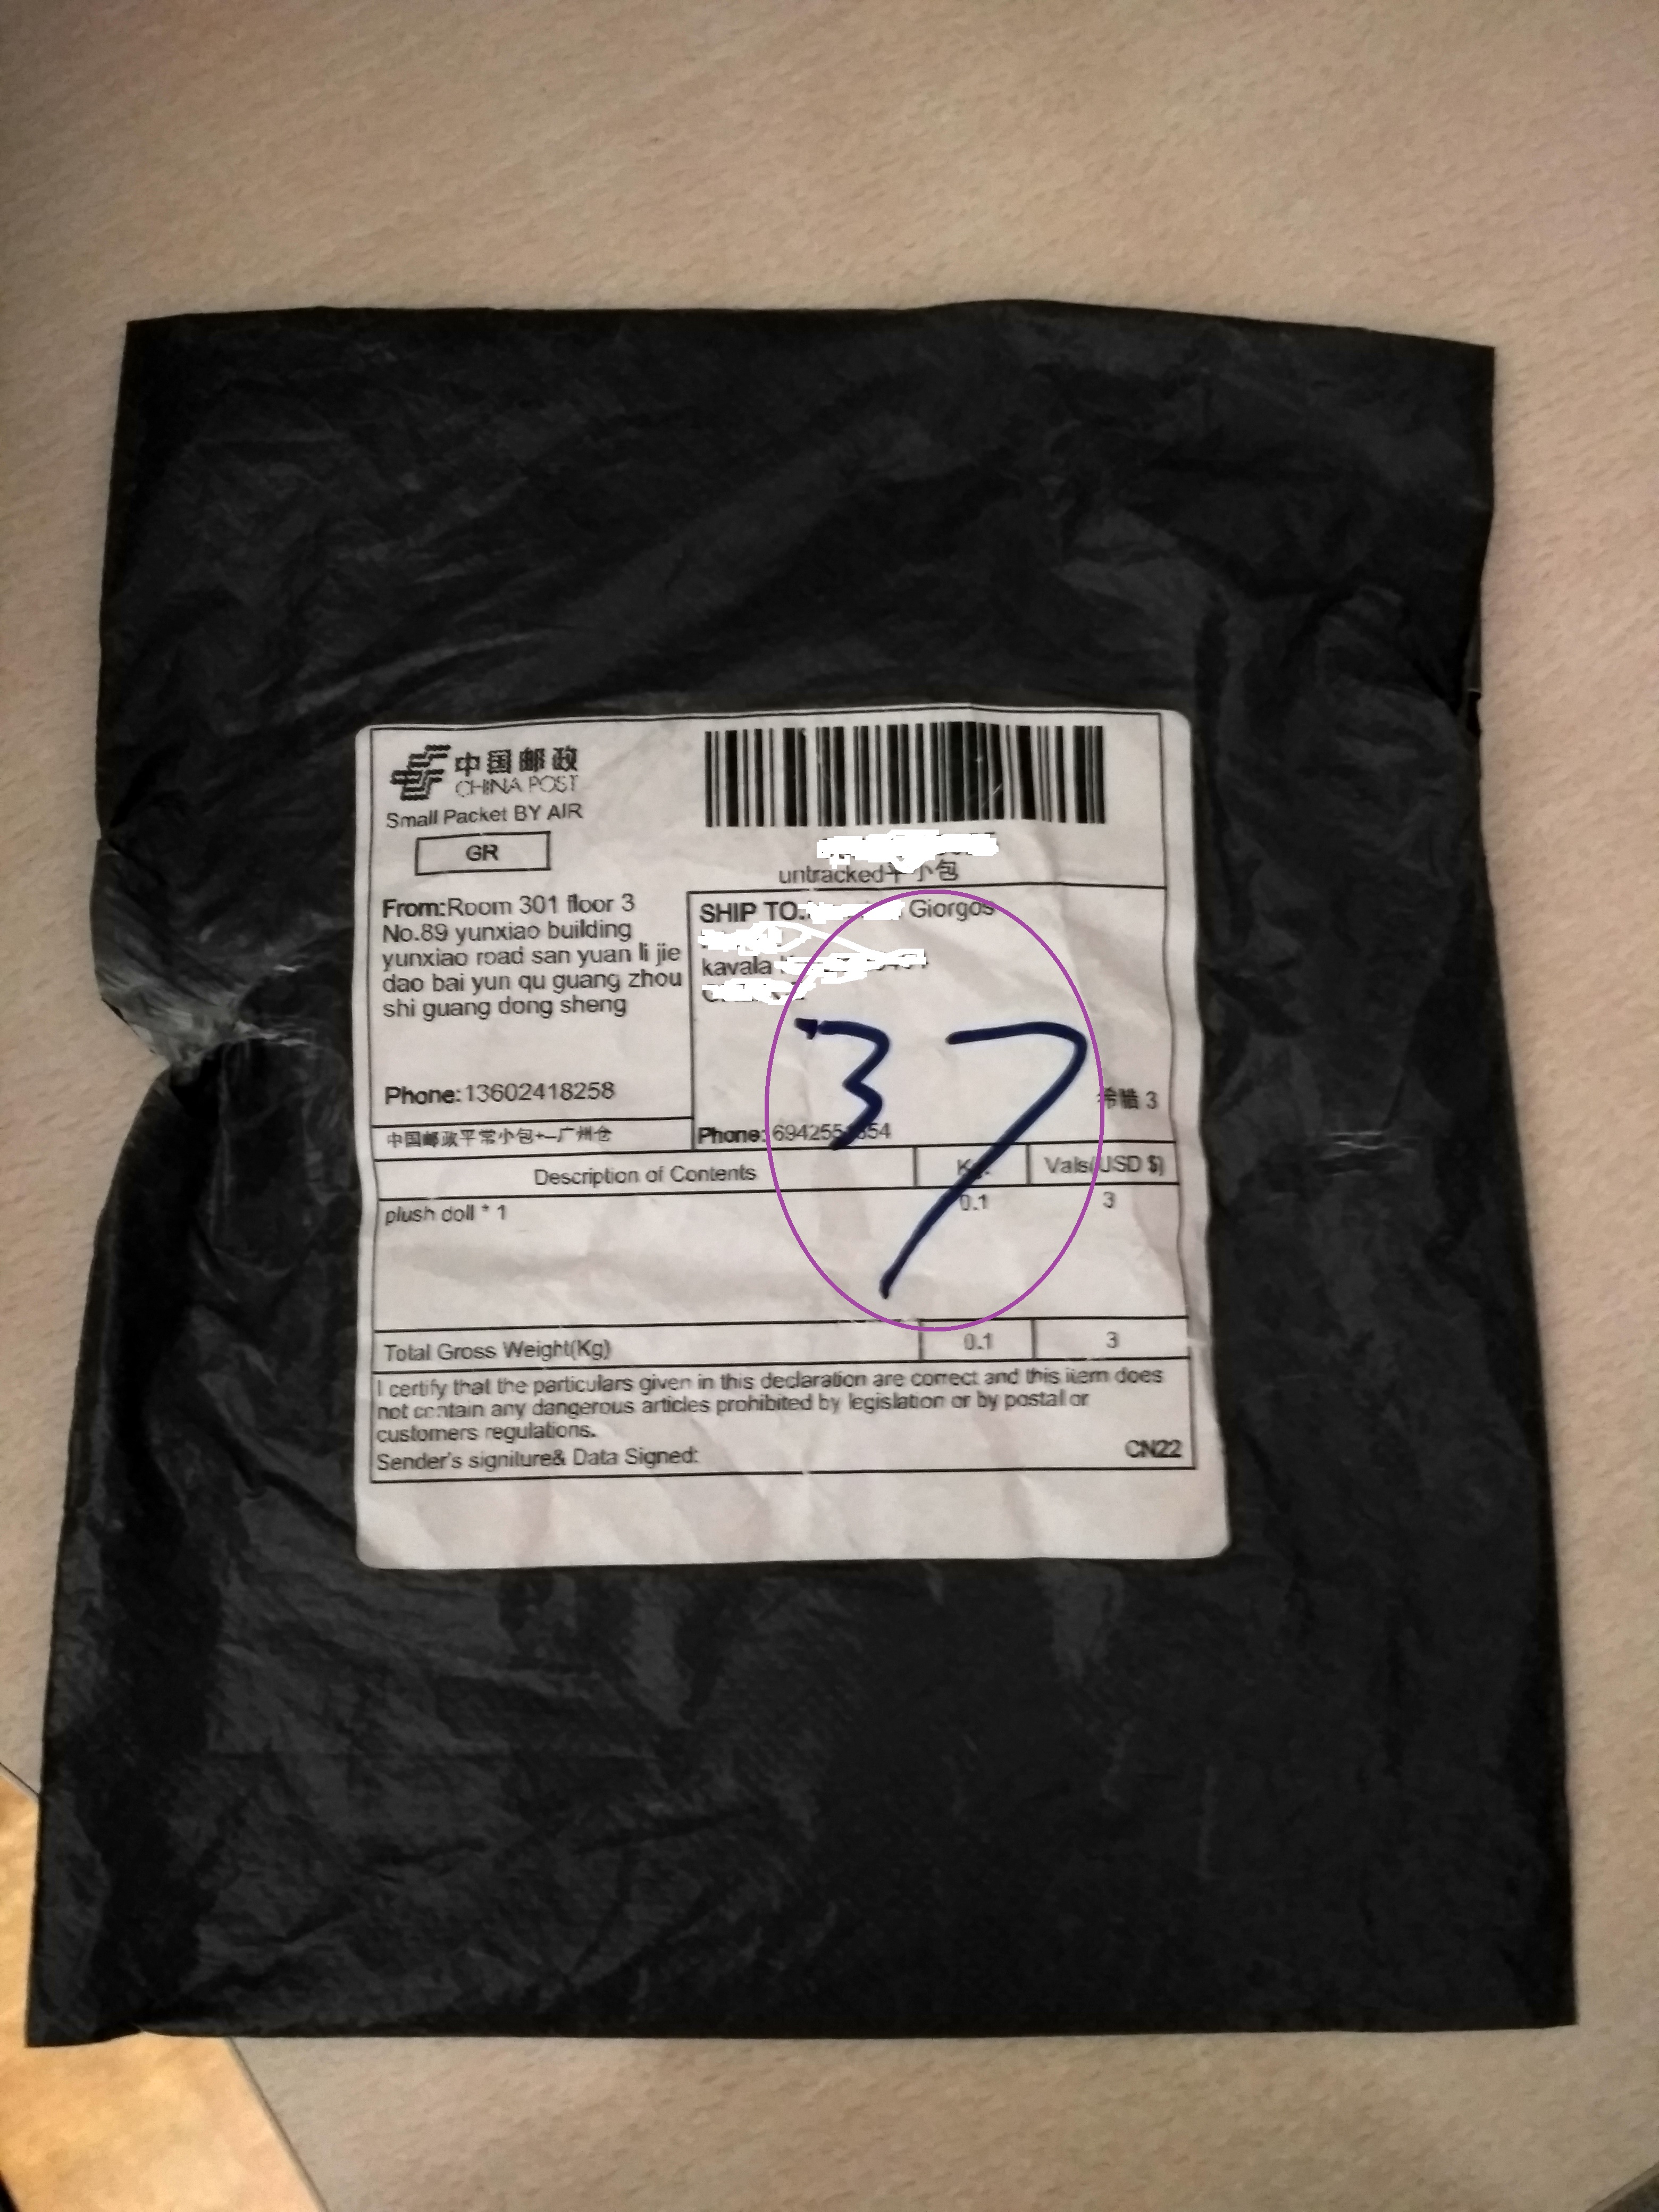 中国邮政
CHINA POST
Small Packet BY AIR
GR
untracked 小包
From:Room 301 floor 3
No.89 yunxiao building
yunxiao road san yuan li jie
dao bai yun qu guang zhou
shi guang dong sheng
Phone:13602418258
中国邮政平常小包+--广州仓
SHIP TO: Giorgos
kavala
37
希腊 3
Phone:
Description of Contents
Vals(USD $)
plush doll * 1
0.1
3
Total Gross Weight(Kg)
0.1
3
I certify that the particulars given in this declaration are correct and this item does
not contain any dangerous articles prohibited by legislation or by postal or
customers regulations.
Sender's signiture& Data Signed:
CN22